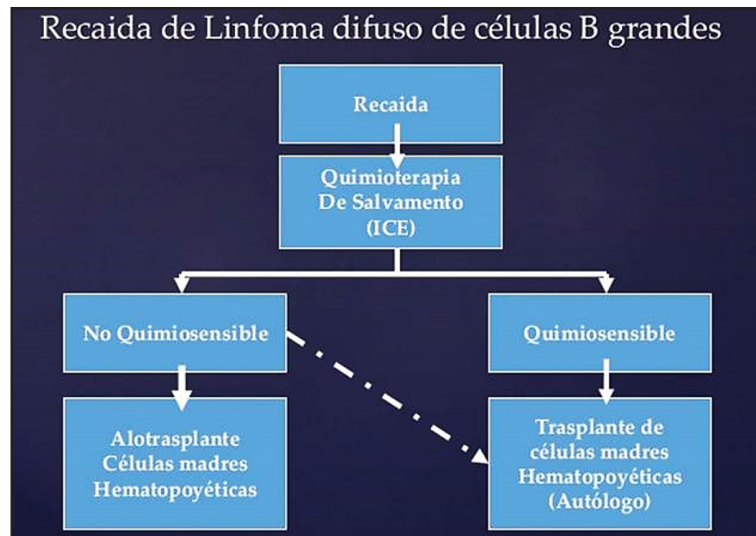 Recaida de Linfoma difuso de células B grandes
Recaida
Quimioterapia
De Salvamento
(ICE)
No Quimiosensible
Quimiosensible
Alotrasplante
Células madres
Hematopoyéticas
Trasplante de
células madres
Hematopoyéticas
(Autólogo)